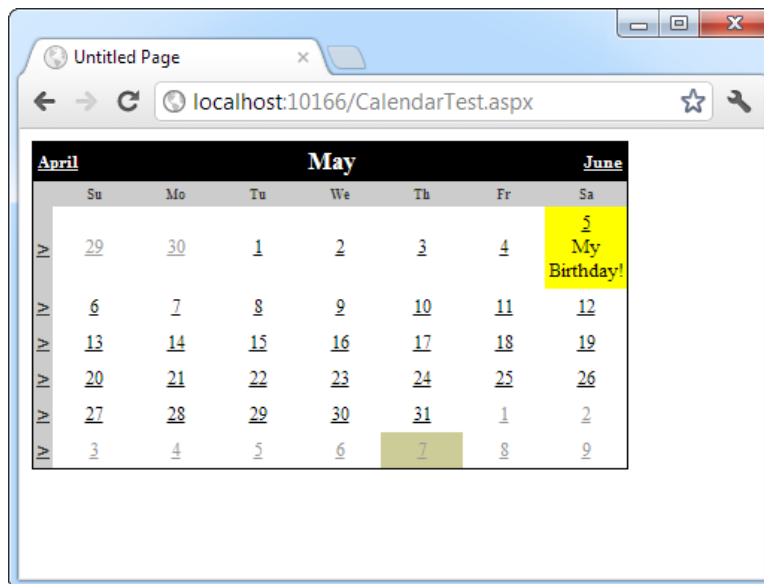 Untitled Page
localhost:10166/CalendarTest.aspx
April May June
Su Mo Tu We Th Fr Sa
> 29 30 1 2 3 4 5
My
Birthday!
> 6 7 8 9 10 11 12
> 13 14 15 16 17 18 19
> 20 21 22 23 24 25 26
> 27 28 29 30 31 1 2
> 3 4 5 6 7 8 9